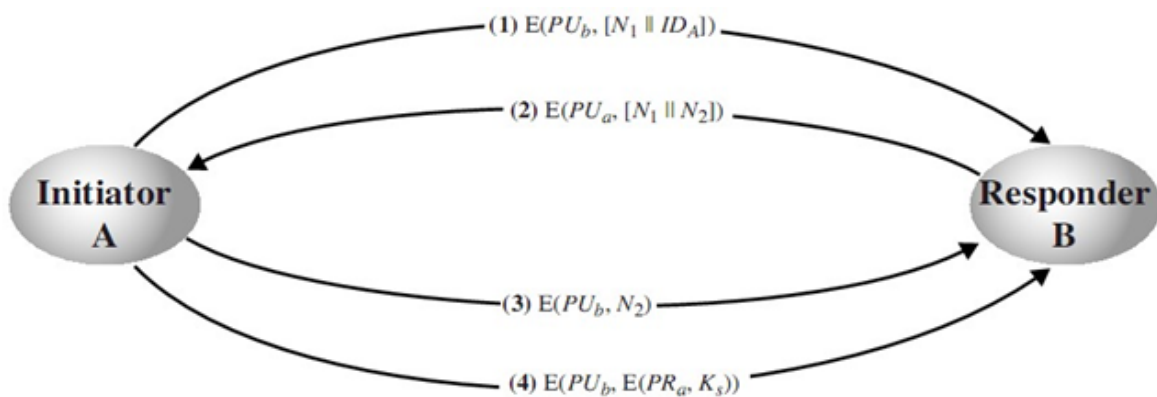 (1) E(PU_b, [N_1 || ID_A])
(2) E(PU_a, [N_1 || N_2])
Initiator
A
Responder
B
(3) E(PU_b, N_2)
(4) E(PU_b, E(PR_a, K_s))